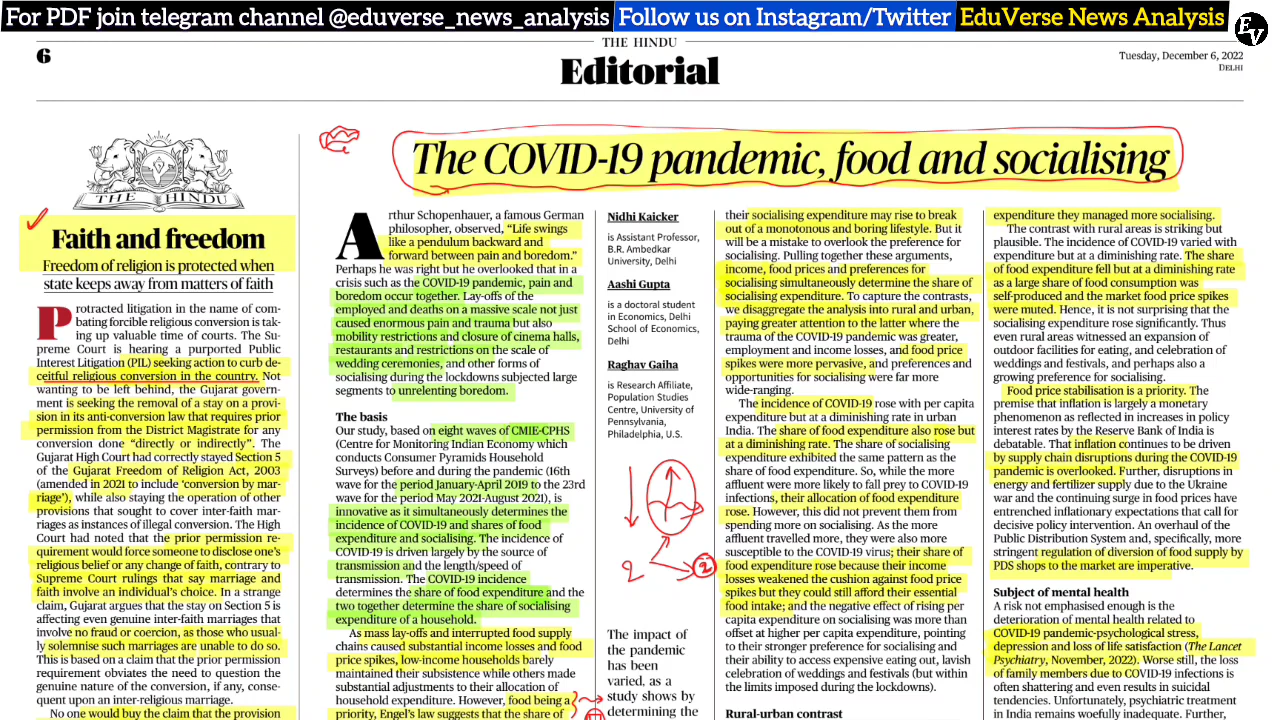 For PDF join telegram channel @eduverse_news_analysis Follow us on Instagram/Twitter EduVerse News Analysis
EV
6
THE HINDU
Editorial
Tuesday, December 6, 2022
DELHI
THE HINDU
Faith and freedom
Freedom of religion is protected when
state keeps away from matters of faith
Protracted litigation in the name of com-
bating forcible religious conversion is tak-
ing up valuable time of courts. The Su-
preme Court is hearing a purported Public
Interest Litigation (PIL) seeking action to curb de-
ceitful religious conversion in the country. Not
wanting to be left behind, the Gujarat govern-
ment is seeking the removal of a stay on a provi-
sion in its anti-conversion law that requires prior
permission from the District Magistrate for any
conversion done “directly or indirectly”. The
Gujarat High Court had correctly stayed Section 5
of the Gujarat Freedom of Religion Act, 2003
(amended in 2021 to include ‘conversion by mar-
riage’), while also staying the operation of other
provisions that sought to cover inter-faith mar-
riages as instances of illegal conversion. The High
Court had noted that the prior permission re-
quirement would force someone to disclose one’s
religious belief or any change of faith, contrary to
Supreme Court rulings that say marriage and
faith involve an individual’s choice. In a strange
claim, Gujarat argues that the stay on Section 5 is
affecting even genuine inter-faith marriages that
involve no fraud or coercion, as those who usual-
ly solemnise such marriages are unable to do so.
This is based on a claim that the prior permission
requirement obviates the need to question the
genuine nature of the conversion, if any, conse-
quent upon an inter-religious marriage.
No one would buy the claim that the provision
The COVID-19 pandemic, food and socialising
Arthur Schopenhauer, a famous German
philosopher, observed, “Life swings
like a pendulum backward and
forward between pain and boredom.”
Perhaps he was right but he overlooked that in a
crisis such as the COVID-19 pandemic, pain and
boredom occur together. Lay-offs of the
employed and deaths on a massive scale not just
caused enormous pain and trauma but also
mobility restrictions and closure of cinema halls,
restaurants and restrictions on the scale of
wedding ceremonies, and other forms of
socialising during the lockdowns subjected large
segments to unrelenting boredom.
The basis
Our study, based on eight waves of CMIE-CPHS
(Centre for Monitoring Indian Economy which
conducts Consumer Pyramids Household
Surveys) before and during the pandemic (16th
wave for the period January-April 2019 to the 23rd
wave for the period May 2021-August 2021), is
innovative as it simultaneously determines the
incidence of COVID-19 and shares of food
expenditure and socialising. The incidence of
COVID-19 is driven largely by the source of
transmission and the length/speed of
transmission. The COVID-19 incidence
determines the share of food expenditure and the
two together determine the share of socialising
expenditure of a household.
As mass lay-offs and interrupted food supply
chains caused substantial income losses and food
price spikes, low-income households barely
maintained their subsistence while others made
substantial adjustments to their allocation of
household expenditure. However, food being a
priority, Engel’s law suggests that the share of
Nidhi Kaicker
is Assistant Professor,
B.R. Ambedkar
University, Delhi
Aashi Gupta
is a doctoral student
in Economics, Delhi
School of Economics,
Delhi
Raghav Gaiha
is Research Affiliate,
Population Studies
Centre, University of
Pennsylvania,
Philadelphia, U.S.
2
2
The impact of
the pandemic
has been
varied, as a
study shows by
determining the
their socialising expenditure may rise to break
out of a monotonous and boring lifestyle. But it
will be a mistake to overlook the preference for
socialising. Pulling together these arguments,
income, food prices and preferences for
socialising simultaneously determine the share of
socialising expenditure. To capture the contrasts,
we disaggregate the analysis into rural and urban,
paying greater attention to the latter where the
trauma of the COVID-19 pandemic was greater,
employment and income losses, and food price
spikes were more pervasive, and preferences and
opportunities for socialising were far more
wide-ranging.
The incidence of COVID-19 rose with per capita
expenditure but at a diminishing rate in urban
India. The share of food expenditure also rose but
at a diminishing rate. The share of socialising
expenditure exhibited the same pattern as the
share of food expenditure. So, while the more
affluent were more likely to fall prey to COVID-19
infections, their allocation of food expenditure
rose. However, this did not prevent them from
spending more on socialising. As the more
affluent travelled more, they were also more
susceptible to the COVID-19 virus; their share of
food expenditure rose because their income
losses weakened the cushion against food price
spikes but they could still afford their essential
food intake; and the negative effect of rising per
capita expenditure on socialising was more than
offset at higher per capita expenditure, pointing
to their stronger preference for socialising and
their ability to access expensive eating out, lavish
celebration of weddings and festivals (but within
the limits imposed during the lockdowns).
Rural-urban contrast
expenditure they managed more socialising.
The contrast with rural areas is striking but
plausible. The incidence of COVID-19 varied with
expenditure but at a diminishing rate. The share
of food expenditure fell but at a diminishing rate
as a large share of food consumption was
self-produced and the market food price spikes
were muted. Hence, it is not surprising that the
socialising expenditure rose significantly. Thus
even rural areas witnessed an expansion of
outdoor facilities for eating, and celebration of
weddings and festivals, and perhaps also a
growing preference for socialising.
Food price stabilisation is a priority. The
premise that inflation is largely a monetary
phenomenon as reflected in increases in policy
interest rates by the Reserve Bank of India is
debatable. That inflation continues to be driven
by supply chain disruptions during the COVID-19
pandemic is overlooked. Further, disruptions in
energy and fertilizer supply due to the Ukraine
war and the continuing surge in food prices have
entrenched inflationary expectations that call for
decisive policy intervention. An overhaul of the
Public Distribution System and, specifically, more
stringent regulation of diversion of food supply by
PDS shops to the market are imperative.
Subject of mental health
A risk not emphasised enough is the
deterioration of mental health related to
COVID-19 pandemic-psychological stress,
depression and loss of life satisfaction (The Lancet
Psychiatry, November, 2022). Worse still, the loss
of family members due to COVID-19 infections is
often shattering and even results in suicidal
tendencies. Unfortunately, psychiatric treatment
in India remains woefully inadequate. Further,